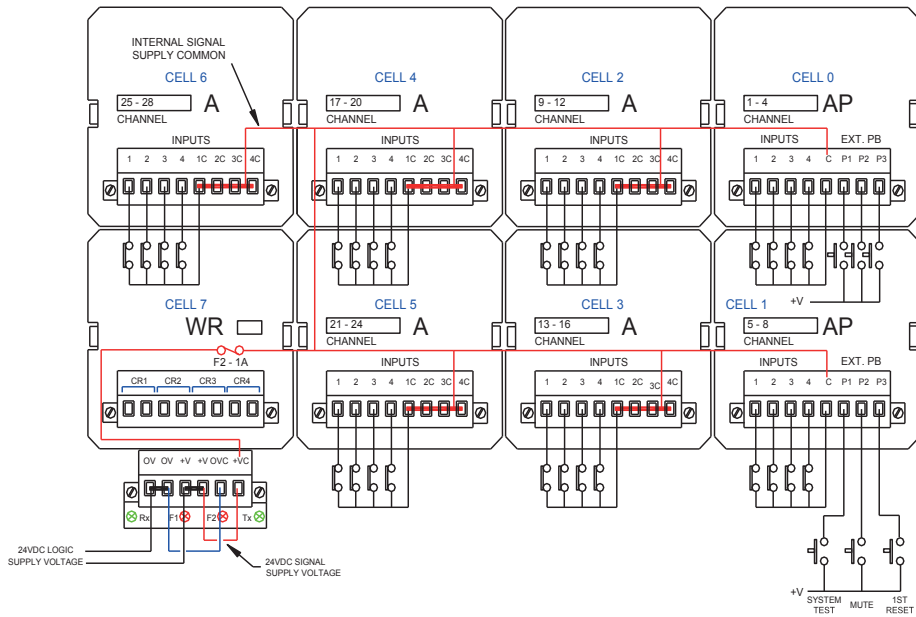 INTERNAL SIGNAL
SUPPLY COMMON
CELL 6
25 - 28 A
CHANNEL
INPUTS
1 2 3 4 1C 2C 3C 4C
CELL 4
17 - 20 A
CHANNEL
INPUTS
1 2 3 4 1C 2C 3C 4C
CELL 2
9 - 12 A
CHANNEL
INPUTS
1 2 3 4 1C 2C 3C 4C
CELL 0
1 - 4 AP
CHANNEL
INPUTS EXT. PB
1 2 3 4 C P1 P2 P3
+V
CELL 7
WR
F2 - 1A
CR1 CR2 CR3 CR4
OV OV +V +V OVC +VC
Rx F1 F2 Tx
24VDC LOGIC
SUPPLY VOLTAGE
24VDC SIGNAL
SUPPLY VOLTAGE
CELL 5
21 - 24 A
CHANNEL
INPUTS
1 2 3 4 1C 2C 3C 4C
CELL 3
13 - 16 A
CHANNEL
INPUTS
1 2 3 4 1C 2C 3C 4C
CELL 1
5 - 8 AP
CHANNEL
INPUTS EXT. PB
1 2 3 4 C P1 P2 P3
+V
SYSTEM
TEST
MUTE
1ST
RESET